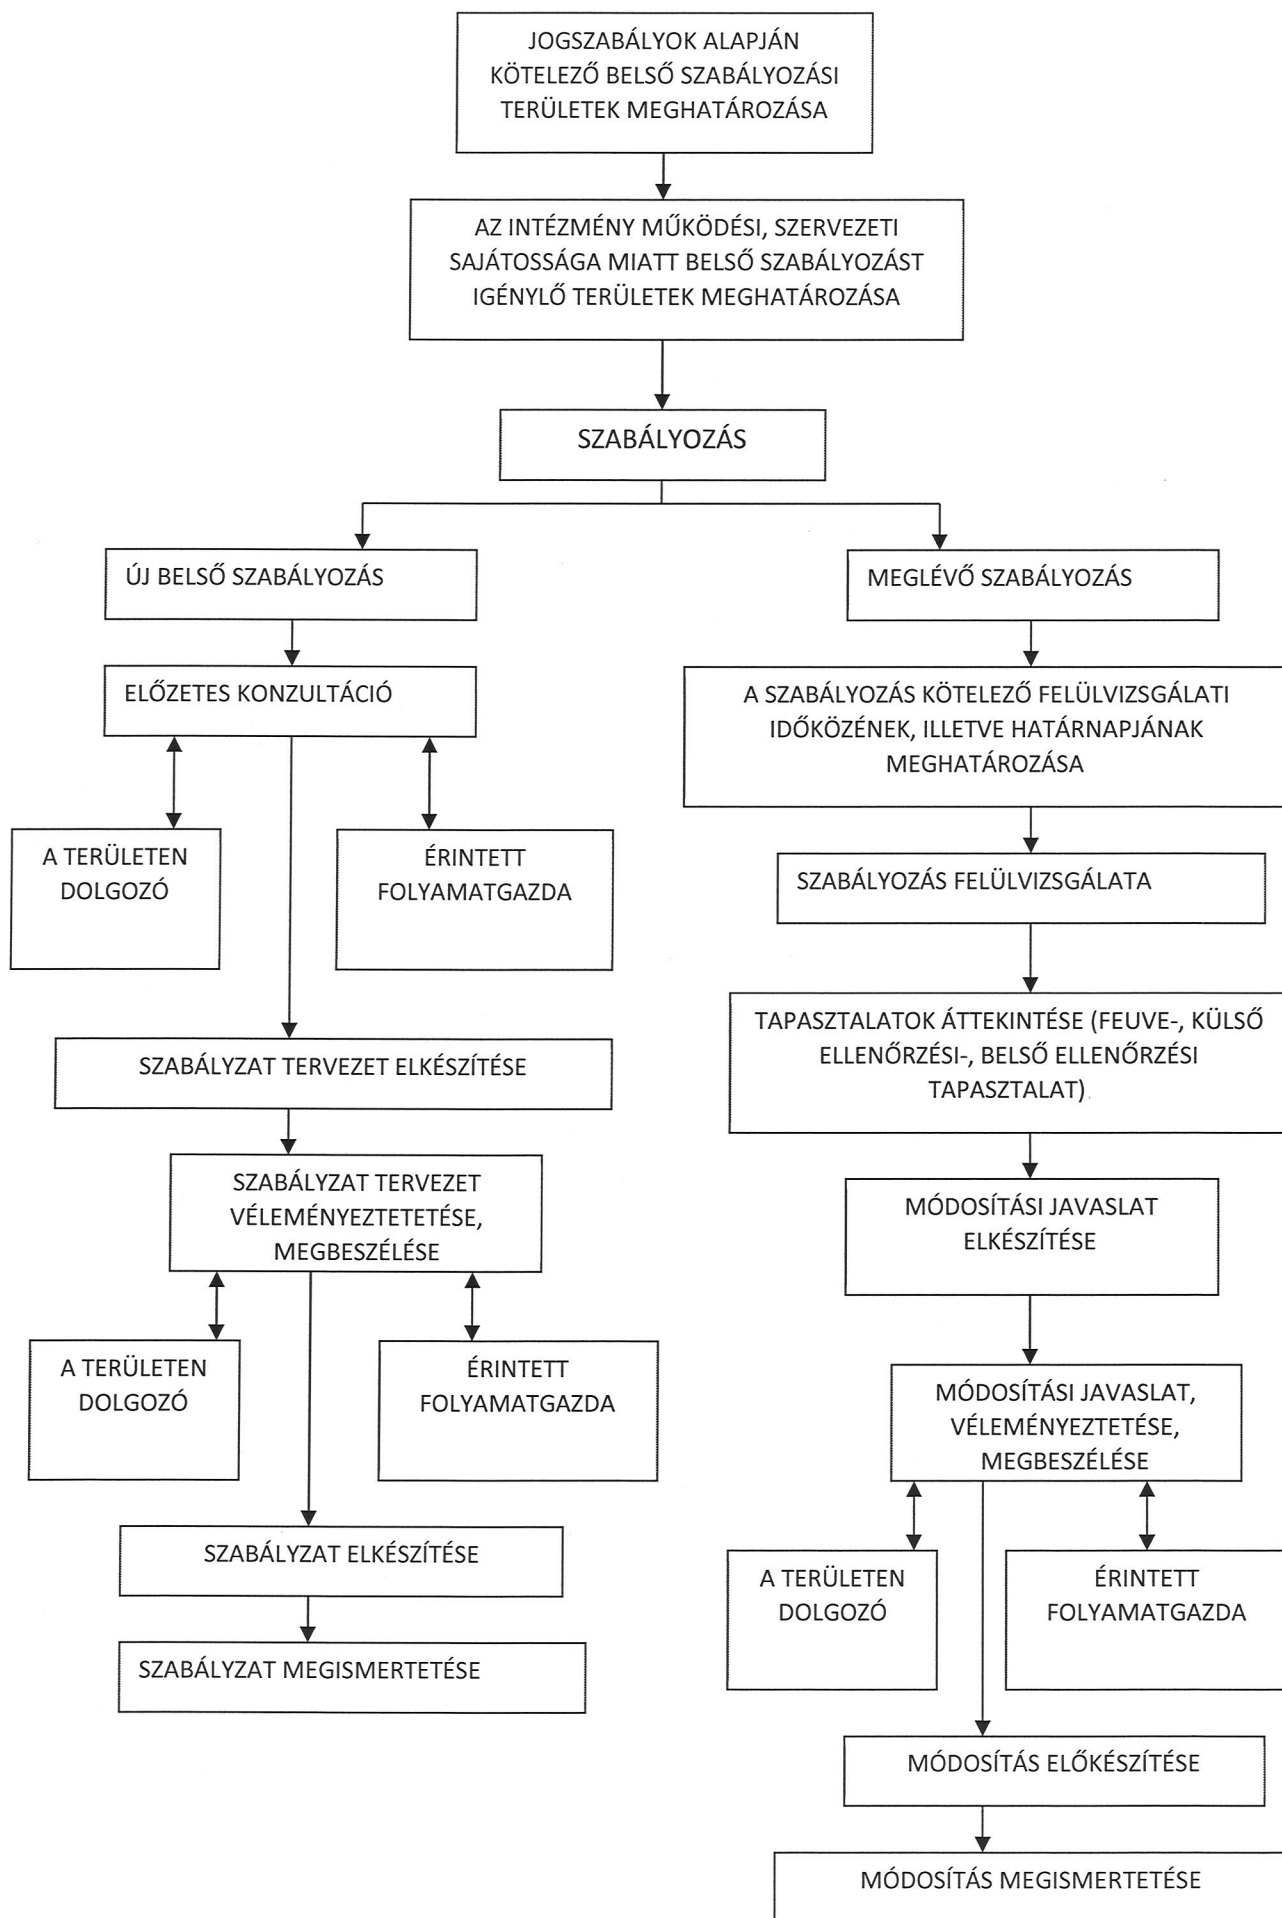 JOGSZABÁLYOK ALAPJÁN
KÖTELEZŐ BELSŐ SZABÁLYOZÁSI
TERÜLETEK MEGHATÁROZÁSA
AZ INTÉZMÉNY MŰKÖDÉSI, SZERVEZETI
SAJÁTOSSÁGA MIATT BELSŐ SZABÁLYOZÁST
IGÉNYLŐ TERÜLETEK MEGHATÁROZÁSA
SZABÁLYOZÁS
ÚJ BELSŐ SZABÁLYOZÁS
ELŐZETES KONZULTÁCIÓ
A TERÜLETEN
DOLGOZÓ
ÉRINTETT
FOLYAMATGAZDA
SZABÁLYZAT TERVEZET ELKÉSZÍTÉSE
SZABÁLYZAT TERVEZET
VÉLEMÉNYEZTETETÉSE,
MEGBESZÉLÉSE
A TERÜLETEN
DOLGOZÓ
ÉRINTETT
FOLYAMATGAZDA
SZABÁLYZAT ELKÉSZÍTÉSE
SZABÁLYZAT MEGISMERTETÉSE
MEGLÉVŐ SZABÁLYOZÁS
A SZABÁLYOZÁS KÖTELEZŐ FELÜLVIZSGÁLATI
IDŐKÖZÉNEK, ILLETVE HATÁRNAPJÁNAK
MEGHATÁROZÁSA
SZABÁLYOZÁS FELÜLVIZSGÁLATA
TAPASZTALATOK ÁTTEKINTÉSE (FEUVE-, KÜLSŐ
ELLENŐRZÉSI-, BELSŐ ELLENŐRZÉSI
TAPASZTALAT)
MÓDOSÍTÁSI JAVASLAT
ELKÉSZÍTÉSE
MÓDOSÍTÁSI JAVASLAT,
VÉLEMÉNYEZTETÉSE,
MEGBESZÉLÉSE
A TERÜLETEN
DOLGOZÓ
ÉRINTETT
FOLYAMATGAZDA
MÓDOSÍTÁS ELŐKÉSZÍTÉSE
MÓDOSÍTÁS MEGISMERTETÉSE